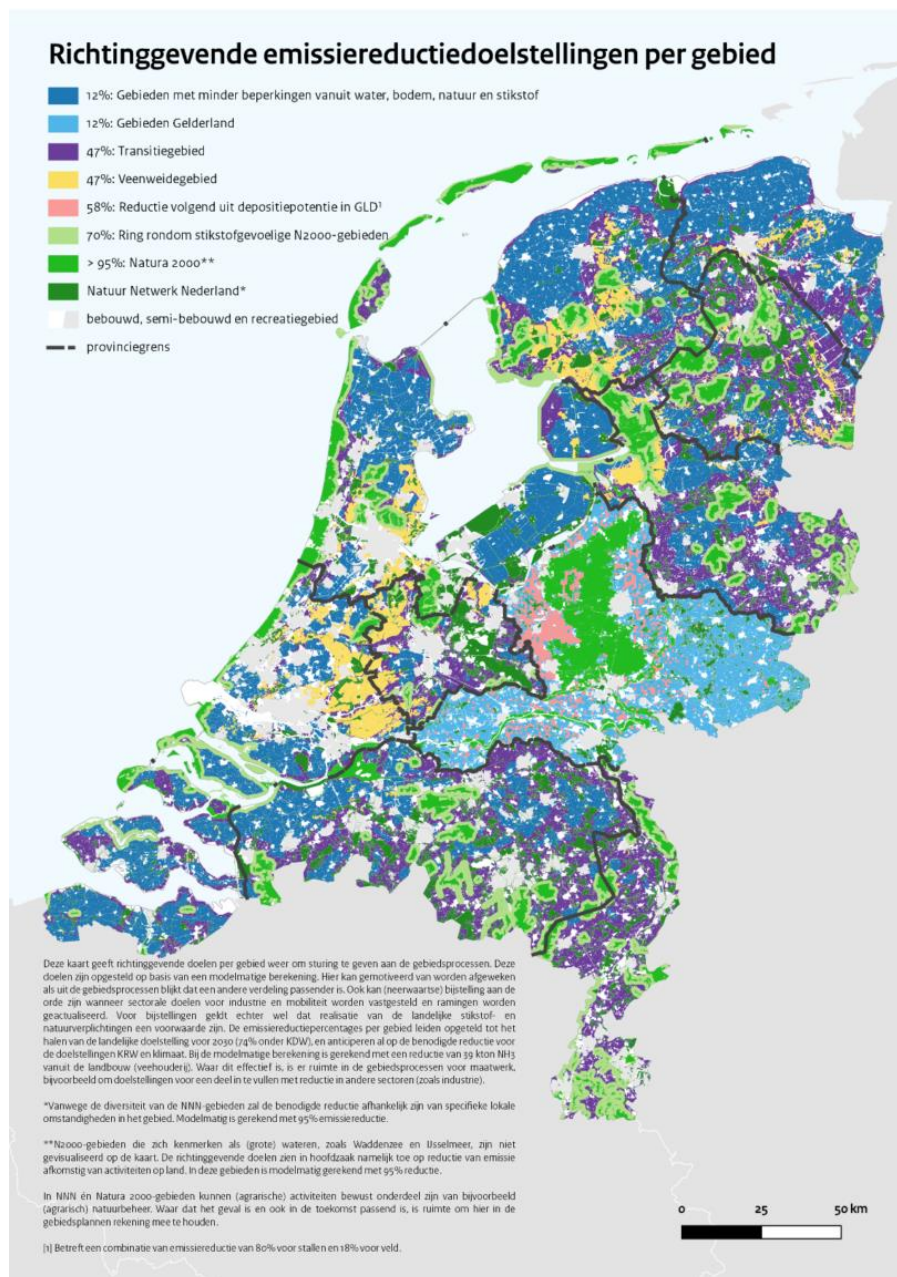 Richtinggevende emissiereductiedoelstellingen per gebied
12%: Gebieden met minder beperkingen vanuit water, bodem, natuur en stikstof
12%: Gebieden Gelderland
47%: Transitiegebied
47%: Veenweidegebied
58%: Reductie volgend uit depositiepotentie in GLD¹
70%: Ring rondom stikstofgevoelige N2000-gebieden
> 95%: Natura 2000**
Natuur Netwerk Nederland*
bebouwd, semi-bebouwd en recreatiegebied
provinciegrens
Deze kaart geeft richtinggevende doelen per gebied weer om sturing te geven aan de gebiedsprocessen. Deze
doelen zijn opgesteld op basis van een modelmatige berekening. Hier kan gemotiveerd van worden afgeweken
als uit de gebiedsprocessen blijkt dat een andere verdeling passender is. Ook kan (neerwaartse) bijstelling aan de
orde zijn wanneer sectorale doelen voor industrie en mobiliteit worden vastgesteld en ramingen worden
geactualiseerd. Voor bijstellingen geldt echter wel dat realisatie van de landelijke stikstof- en
natuurverplichtingen een voorwaarde zijn. De emissiereductiepercentages per gebied leiden opgeteld tot het
halen van de landelijke doelstelling voor 2030 (74% onder KDW), en anticiperen al op de benodigde reductie voor
de doelstellingen KRW en klimaat. Bij de modelmatige berekening is gerekend met een reductie van 39 kton NH3
vanuit de landbouw (veehouderij). Waar dit effectief is, is er ruimte in de gebiedsprocessen voor maatwerk,
bijvoorbeeld om doelstellingen voor een deel in te vullen met reductie in andere sectoren (zoals industrie).
*Vanwege de diversiteit van de NNN-gebieden zal de benodigde reductie afhankelijk zijn van specifieke lokale
omstandigheden in het gebied. Modelmatig is gerekend met 95% emissiereductie.
**N2000-gebieden die zich kenmerken als (grote) wateren, zoals Waddenzee en IJsselmeer, zijn niet
gevisualiseerd op de kaart. De richtinggevende doelen zien in hoofdzaak namelijk toe op reductie van emissie
afkomstig van activiteiten op land. In deze gebieden is modelmatig gerekend met 95% reductie.
In NNN én Natura 2000-gebieden kunnen (agrarische) activiteiten bewust onderdeel zijn van bijvoorbeeld
(agrarisch) natuurbeheer. Waar dat het geval is en ook in de toekomst passend is, is ruimte om hier in de
gebiedsplannen rekening mee te houden.
[1] Betreft een combinatie van emissiereductie van 80% voor stallen en 18% voor veld.
0 25 50 km